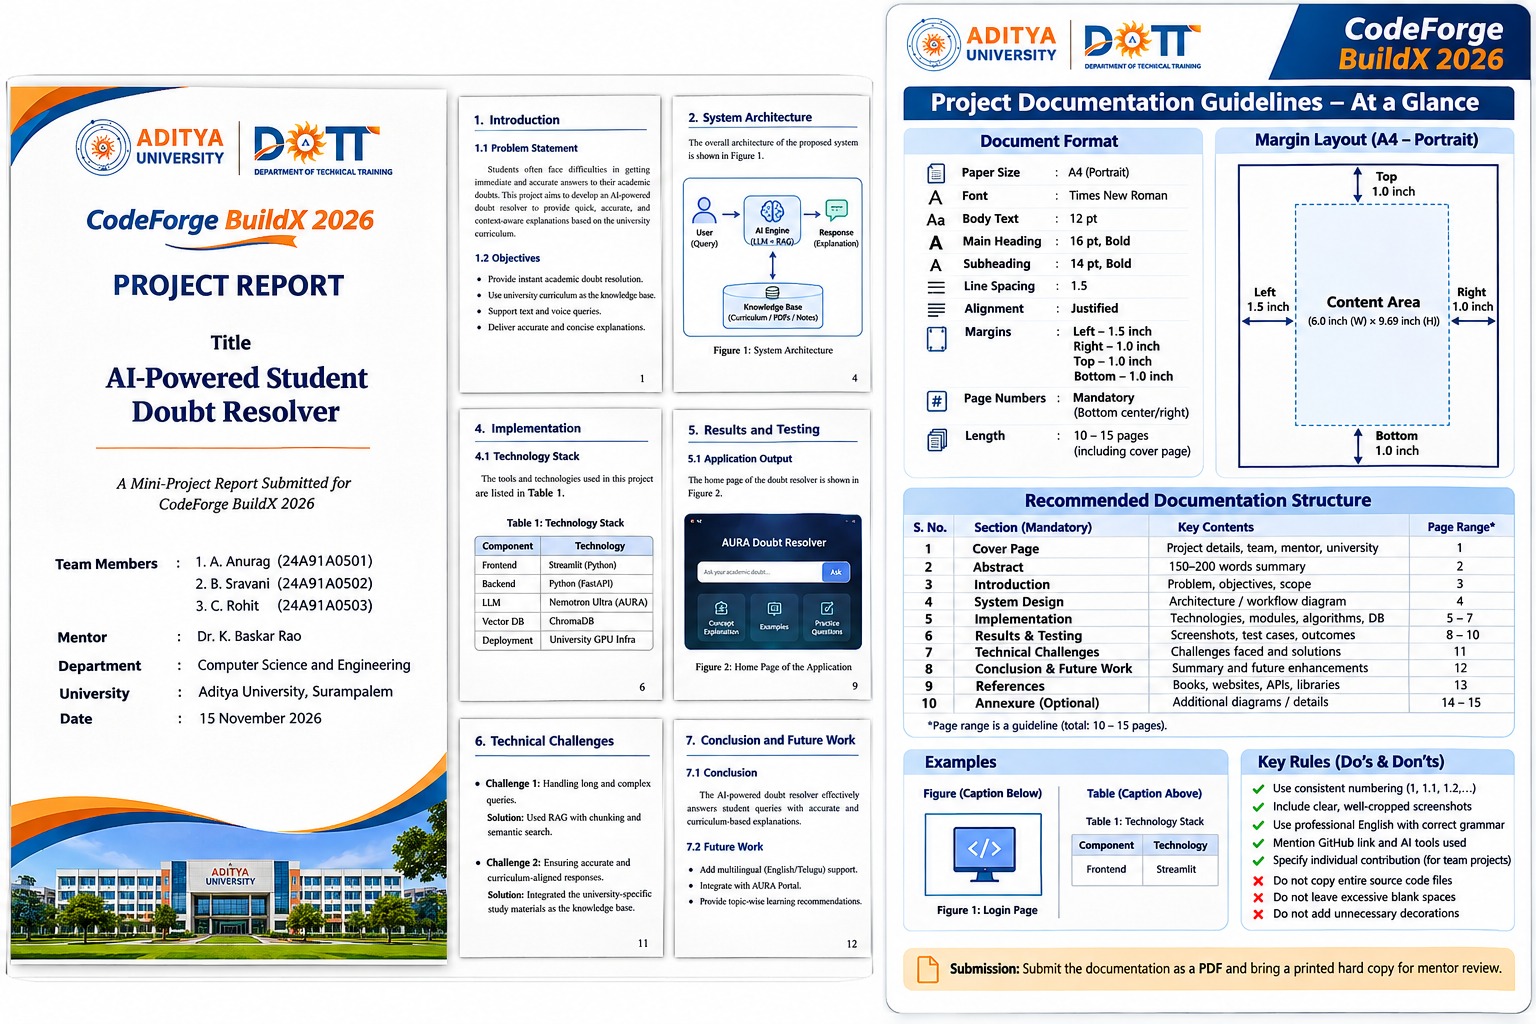 ADITYA
UNIVERSITY
DOTT
DEPARTMENT OF TECHNICAL TRAINING
CodeForge BuildX 2026
PROJECT REPORT
Title
AI-Powered Student
Doubt Resolver
A Mini-Project Report Submitted for
CodeForge BuildX 2026
Team Members : 1. A. Anurag (24A91A0501)
2. B. Sravani (24A91A0502)
3. C. Rohit (24A91A0503)
Mentor : Dr. K. Baskar Rao
Department : Computer Science and Engineering
University : Aditya University, Surampalem
Date : 15 November 2026
ADITYA
UNIVERSITY
1. Introduction
1.1 Problem Statement
Students often face difficulties in getting
immediate and accurate answers to their academic
doubts. This project aims to develop an AI-powered
doubt resolver to provide quick, accurate, and
context-aware explanations based on the university
curriculum.
1.2 Objectives
• Provide instant academic doubt resolution.
• Use university curriculum as the knowledge base.
• Support text and voice queries.
• Deliver accurate and concise explanations.
1
2. System Architecture
The overall architecture of the proposed system
is shown in Figure 1.
User
(Query)
AI Engine
(LLM + RAG)
Response
(Explanation)
Knowledge Base
(Curriculum / PDFs / Notes)
Figure 1: System Architecture
4
4. Implementation
4.1 Technology Stack
The tools and technologies used in this project
are listed in Table 1.
Table 1: Technology Stack
Component Technology
Frontend Streamlit (Python)
Backend Python (FastAPI)
LLM Nemotron Ultra (AURA)
Vector DB ChromaDB
Deployment University GPU Infra
6
5. Results and Testing
5.1 Application Output
The home page of the doubt resolver is shown in
Figure 2.
AURA Doubt Resolver
Ask your academic doubt... Ask
Concept
Explanation
Examples
Practice
Questions
Figure 2: Home Page of the Application
9
6. Technical Challenges
• Challenge 1: Handling long and complex
queries.
Solution: Used RAG with chunking and
semantic search.
• Challenge 2: Ensuring accurate and
curriculum-aligned responses.
Solution: Integrated the university-specific
study materials as the knowledge base.
11
7. Conclusion and Future Work
7.1 Conclusion
The AI-powered doubt resolver effectively
answers student queries with accurate and
curriculum-based explanations.
7.2 Future Work
• Add multilingual (English/Telugu) support.
• Integrate with AURA Portal.
• Provide topic-wise learning recommendations.
12
ADITYA
UNIVERSITY
DOTT
DEPARTMENT OF TECHNICAL TRAINING
CodeForge
BuildX 2026
Project Documentation Guidelines – At a Glance
Document Format
Paper Size : A4 (Portrait)
A Font : Times New Roman
Aa Body Text : 12 pt
A Main Heading : 16 pt, Bold
A Subheading : 14 pt, Bold
Line Spacing : 1.5
Alignment : Justified
Margins : Left – 1.5 inch
Right – 1.0 inch
Top – 1.0 inch
Bottom – 1.0 inch
# Page Numbers : Mandatory
(Bottom center/right)
Length : 10 – 15 pages
(including cover page)
Margin Layout (A4 – Portrait)
Top
1.0 inch
Left
1.5 inch
Content Area
(6.0 inch (W) × 9.69 inch (H))
Right
1.0 inch
Bottom
1.0 inch
Recommended Documentation Structure
S. No. Section (Mandatory) Key Contents Page Range*
1 Cover Page Project details, team, mentor, university 1
2 Abstract 150–200 words summary 2
3 Introduction Problem, objectives, scope 3
4 System Design Architecture / workflow diagram 4
5 Implementation Technologies, modules, algorithms, DB 5 – 7
6 Results & Testing Screenshots, test cases, outcomes 8 – 10
7 Technical Challenges Challenges faced and solutions 11
8 Conclusion & Future Work Summary and future enhancements 12
9 References Books, websites, APIs, libraries 13
10 Annexure (Optional) Additional diagrams / details 14 – 15
*Page range is a guideline (total: 10 – 15 pages).
Examples
Figure (Caption Below)
</>
Figure 1: Login Page
Table (Caption Above)
Table 1: Technology Stack
Component Technology
Frontend Streamlit
Key Rules (Do's & Don'ts)
✓ Use consistent numbering (1, 1.1, 1.2,...)
✓ Include clear, well-cropped screenshots
✓ Use professional English with correct grammar
✓ Mention GitHub link and AI tools used
✓ Specify individual contribution (for team projects)
✗ Do not copy entire source code files
✗ Do not leave excessive blank spaces
✗ Do not add unnecessary decorations
Submission: Submit the documentation as a PDF and bring a printed hard copy for mentor review.